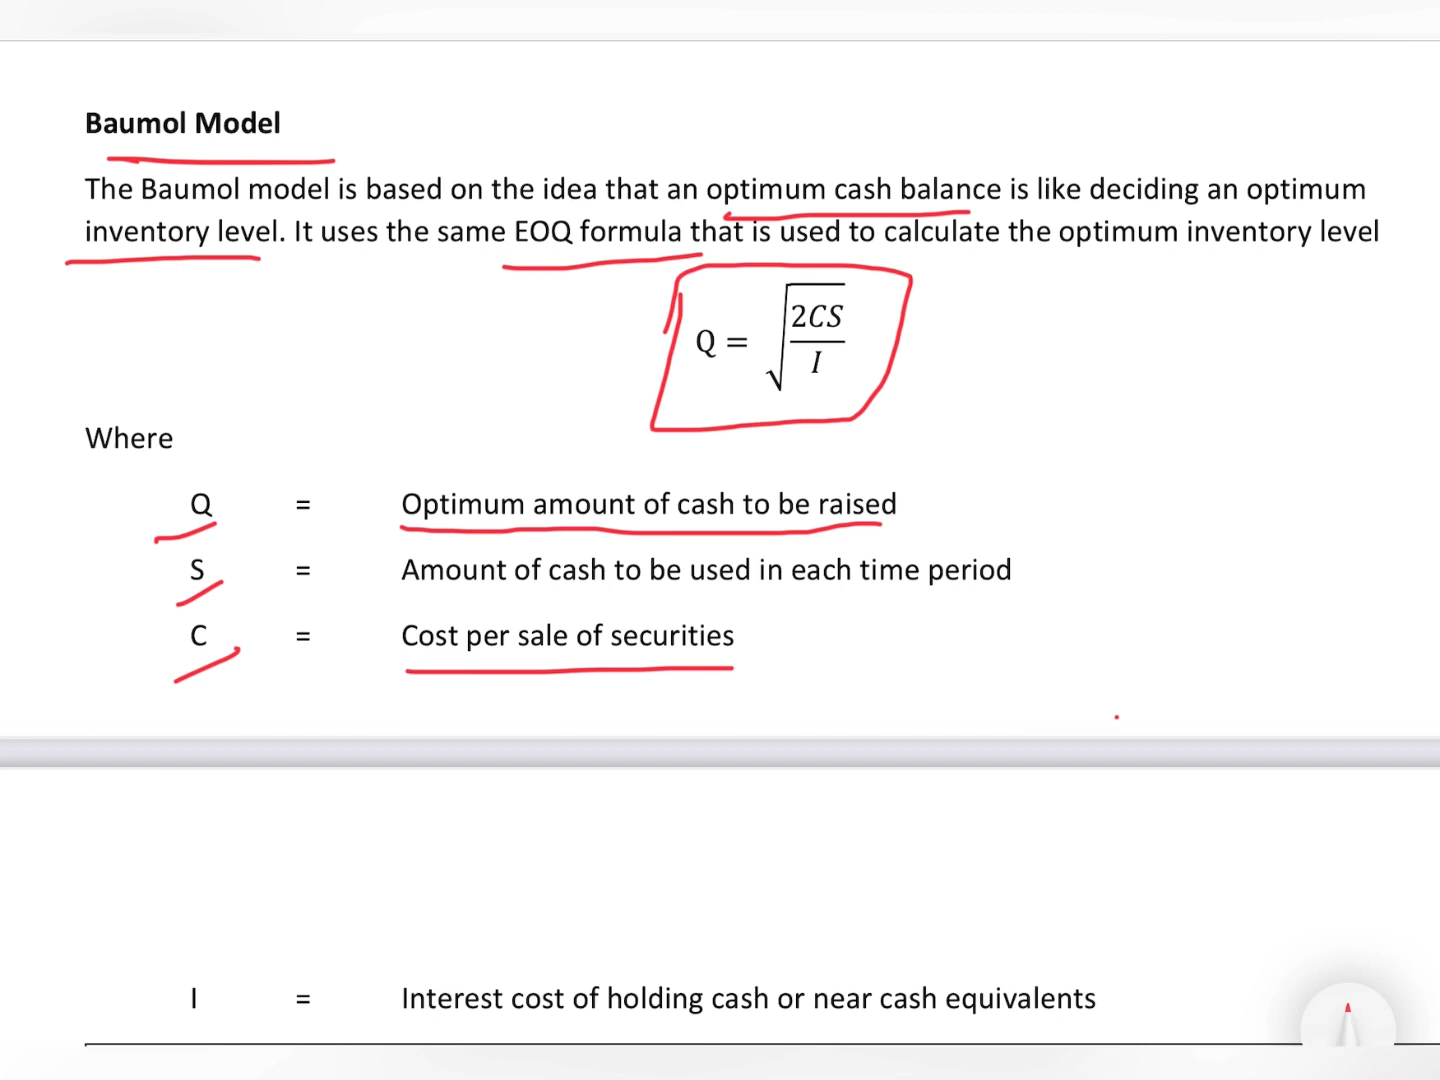 Baumol Model
The Baumol model is based on the idea that an optimum cash balance is like deciding an optimum
inventory level. It uses the same EOQ formula that is used to calculate the optimum inventory level
Q = √(2CS/I)
Where
Q = Optimum amount of cash to be raised
S = Amount of cash to be used in each time period
C = Cost per sale of securities
I = Interest cost of holding cash or near cash equivalents